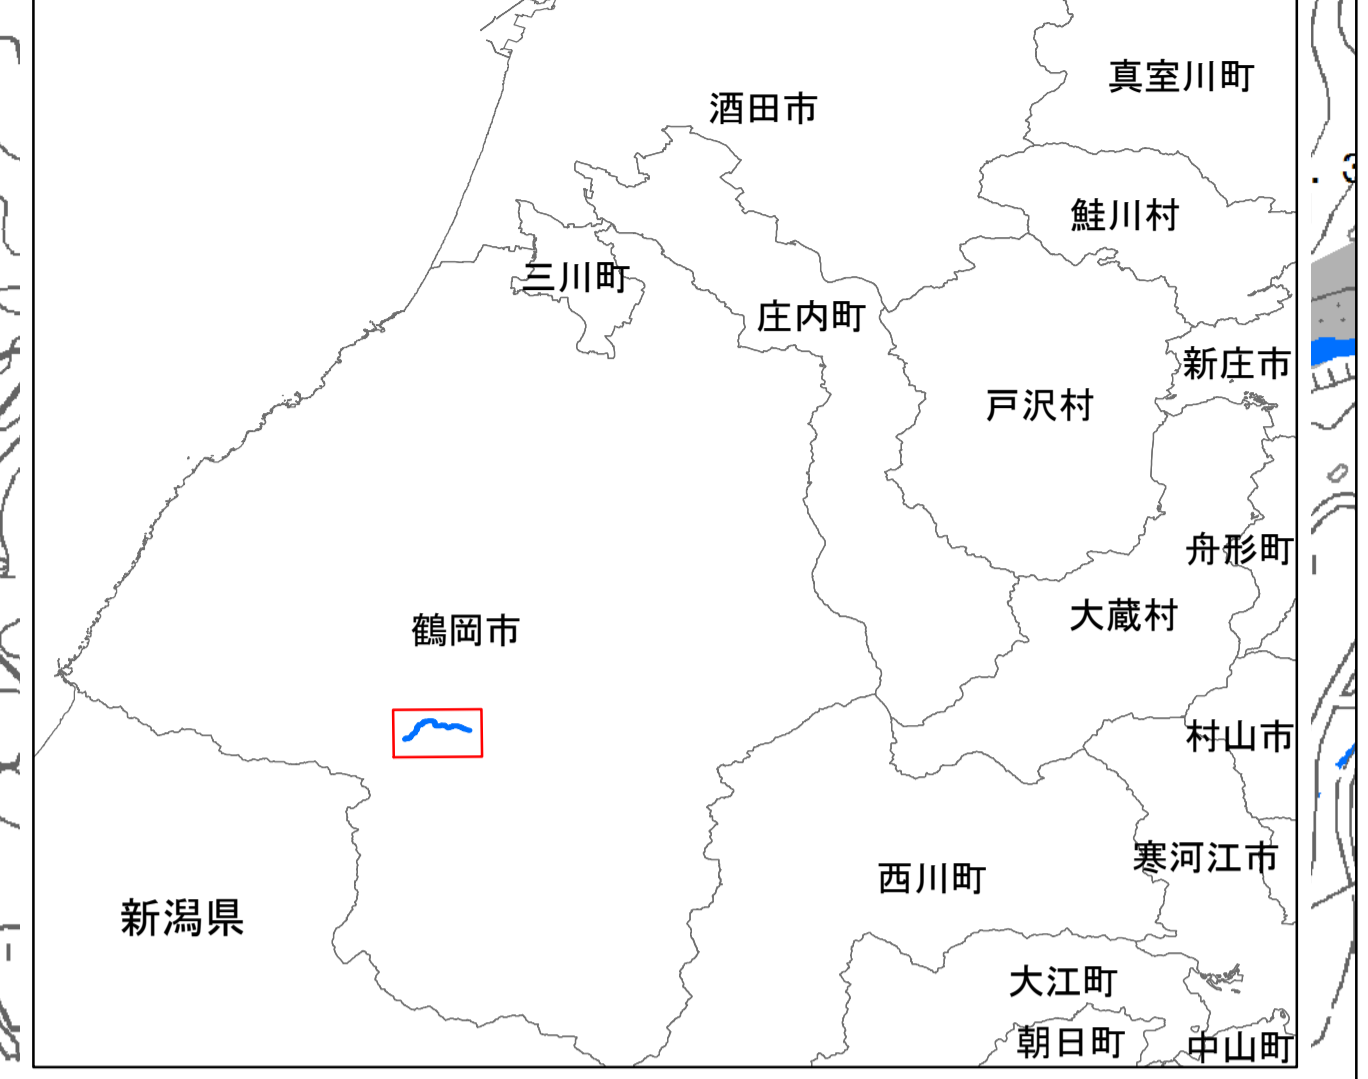 真室川町
酒田市
鮭川村
三川町
庄内町
新庄市
戸沢村
舟形町
大蔵村
鶴岡市
村山市
寒河江市
西川町
新潟県
大江町
朝日町
中山町